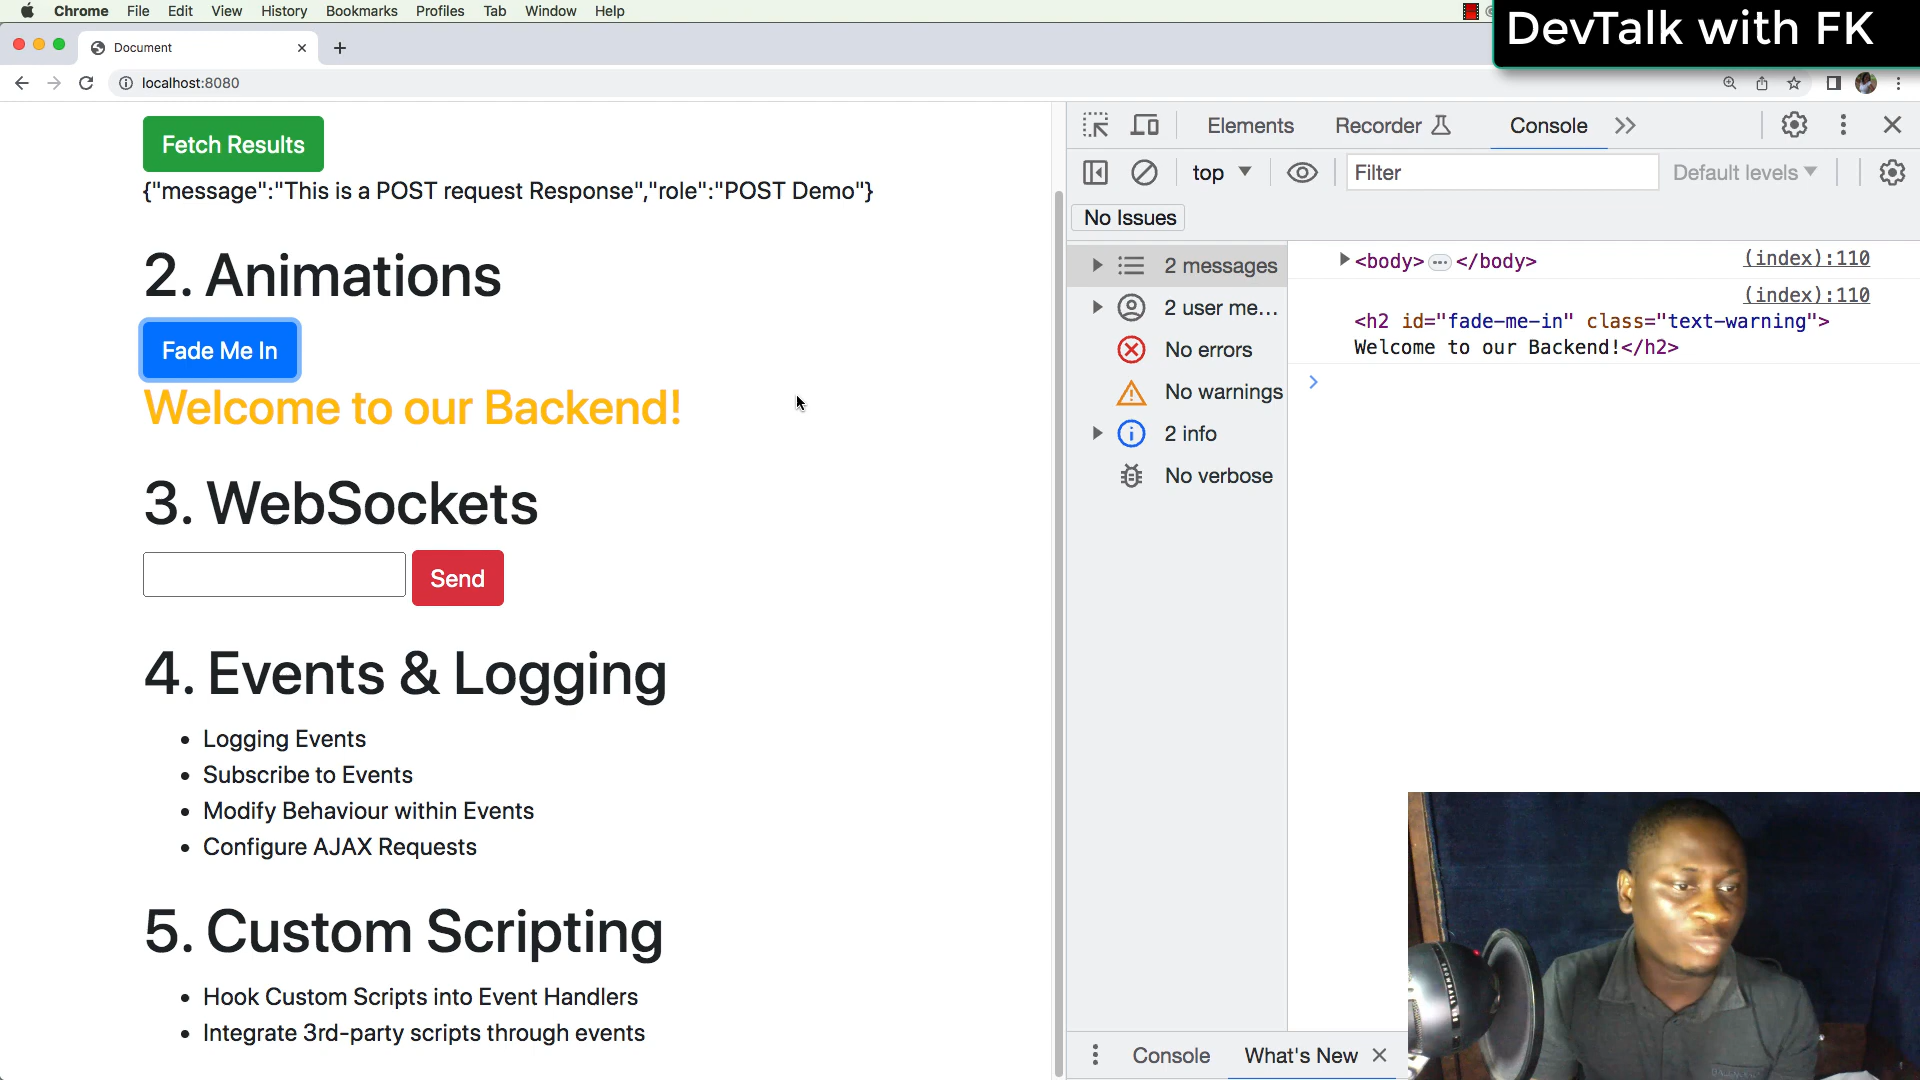 Chrome File Edit View History Bookmarks Profiles Tab Window Help
DevTalk with FK
Document
localhost:8080
Fetch Results
{"message":"This is a POST request Response","role":"POST Demo"}
2. Animations
Fade Me In
Welcome to our Backend!
3. WebSockets
Send
4. Events & Logging
Logging Events
Subscribe to Events
Modify Behaviour within Events
Configure AJAX Requests
5. Custom Scripting
Hook Custom Scripts into Event Handlers
Integrate 3rd-party scripts through events
Elements Recorder Console
top Filter Default levels
No Issues
2 messages
2 user me...
No errors
No warnings
2 info
No verbose
<body> </body> (index):110
(index):110
<h2 id="fade-me-in" class="text-warning">
Welcome to our Backend!</h2>
Console What's New